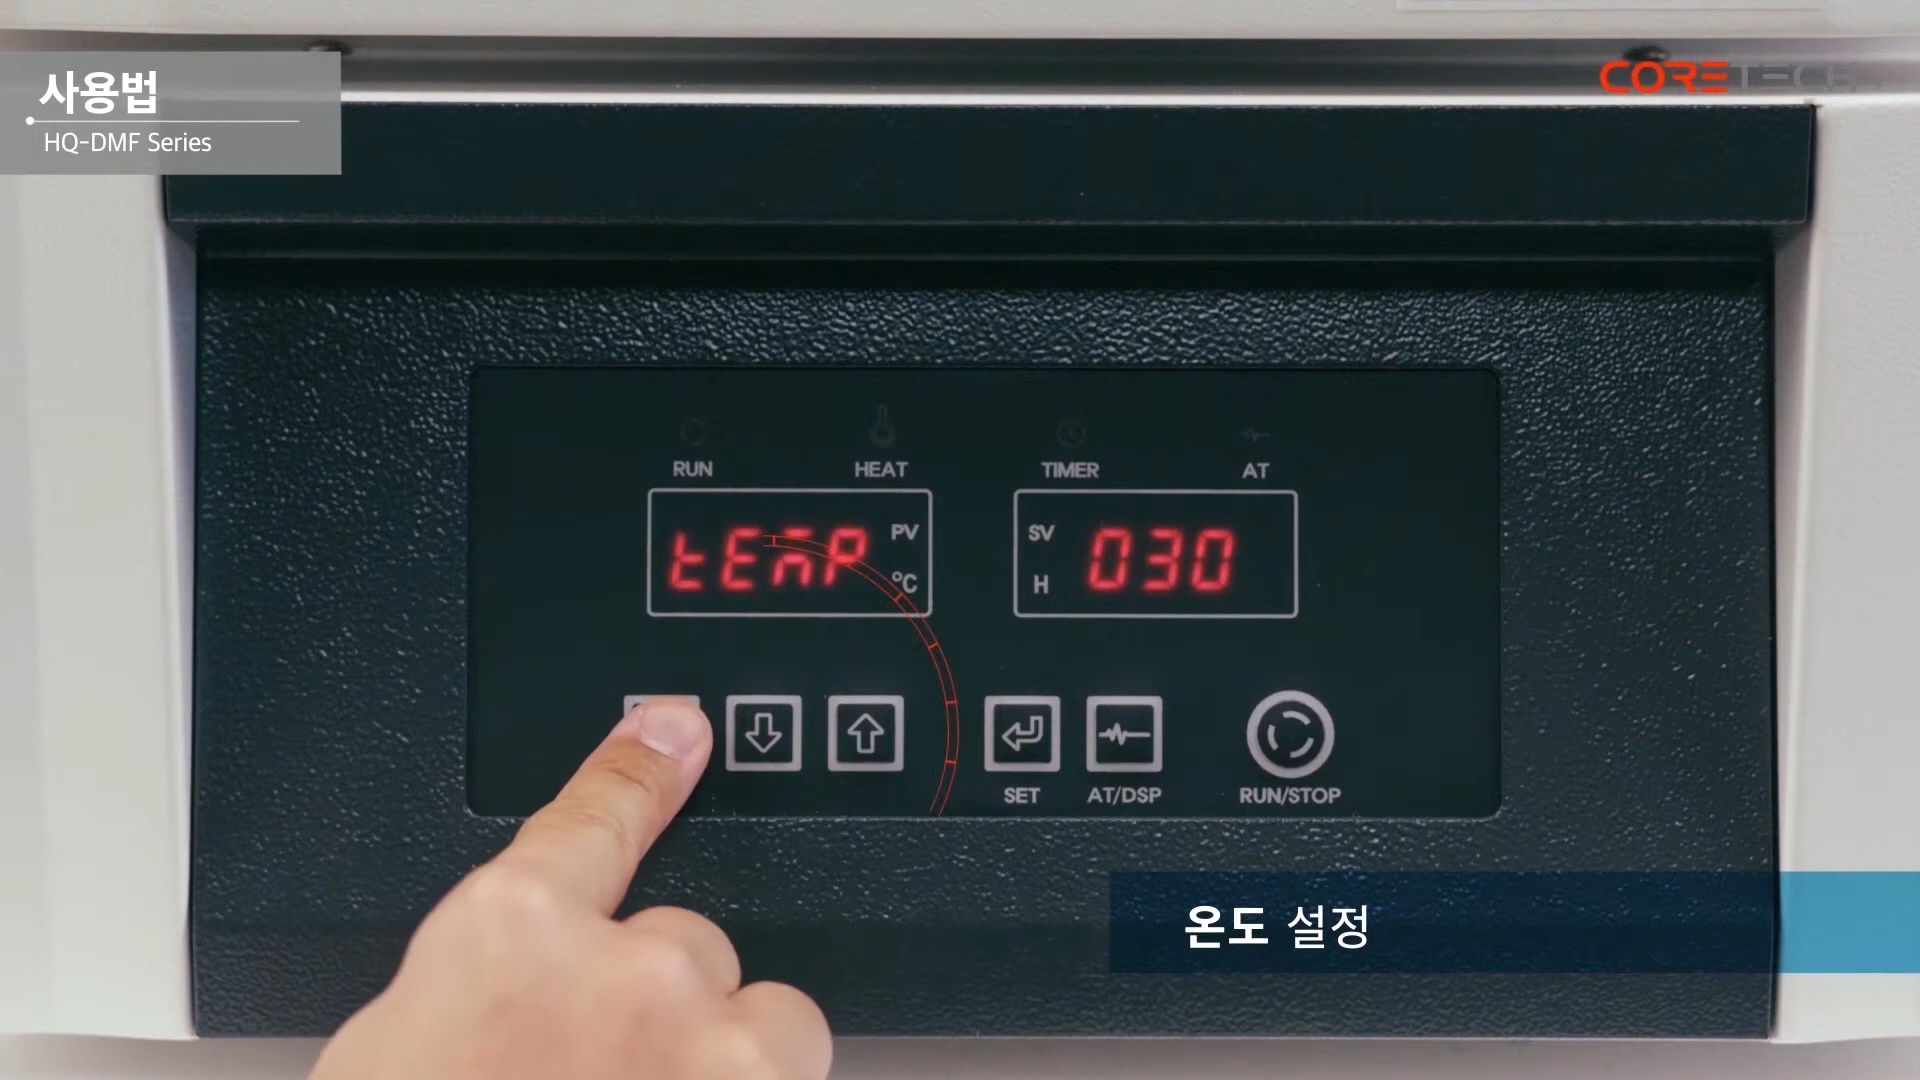 사용법
HQ-DMF Series
CORETECH
RUN HEAT TIMER AT
tEMP PV °C
SV H 030
SET AT/DSP RUN/STOP
온도 설정